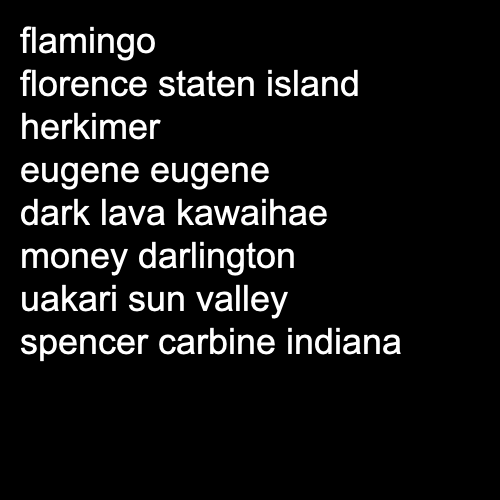 flamingo
florence staten island
herkimer
eugene eugene
dark lava kawaihae
money darlington
uakari sun valley
spencer carbine indiana